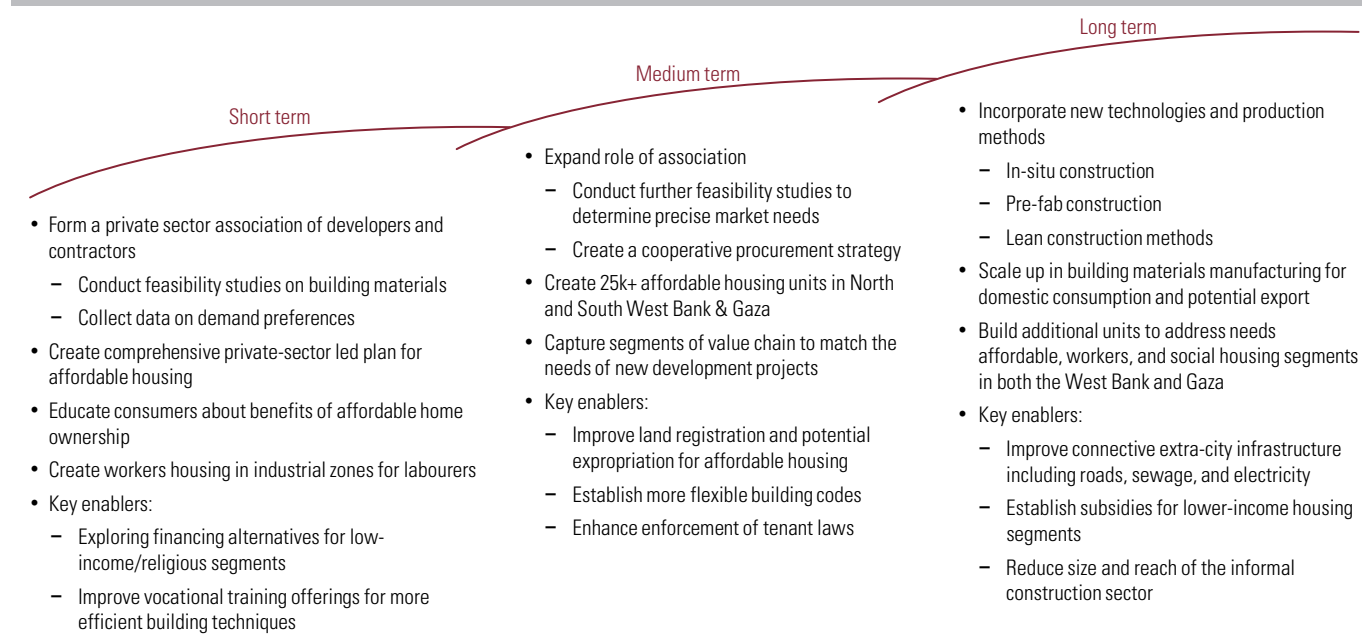 Short term
• Form a private sector association of developers and
contractors
– Conduct feasibility studies on building materials
– Collect data on demand preferences
• Create comprehensive private-sector led plan for
affordable housing
• Educate consumers about benefits of affordable home
ownership
• Create workers housing in industrial zones for labourers
• Key enablers:
– Exploring financing alternatives for low-
income/religious segments
– Improve vocational training offerings for more
efficient building techniques
Medium term
• Expand role of association
– Conduct further feasibility studies to
determine precise market needs
– Create a cooperative procurement strategy
• Create 25k+ affordable housing units in North
and South West Bank & Gaza
• Capture segments of value chain to match the
needs of new development projects
• Key enablers:
– Improve land registration and potential
expropriation for affordable housing
– Establish more flexible building codes
– Enhance enforcement of tenant laws
Long term
• Incorporate new technologies and production
methods
– In-situ construction
– Pre-fab construction
– Lean construction methods
• Scale up in building materials manufacturing for
domestic consumption and potential export
• Build additional units to address needs
affordable, workers, and social housing segments
in both the West Bank and Gaza
• Key enablers:
– Improve connective extra-city infrastructure
including roads, sewage, and electricity
– Establish subsidies for lower-income housing
segments
– Reduce size and reach of the informal
construction sector